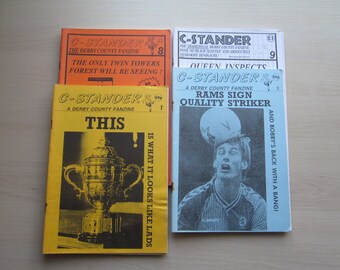 C-STANDER
8
THE DERBY COUNTY FANZINE
THE ONLY TWIN TOWERS
FOREST WILL BE SEEING !
C-STANDER
£1
9
QUEEN INSPECTS
C-STANDER
A DERBY COUNTY FANZINE
THIS
IS WHAT IT LOOKS LIKE LADS
C-STANDER
A DERBY COUNTY FANZINE
RAMS SIGN
QUALITY STRIKER
AND BOBBY'S BACK WITH A BANG!